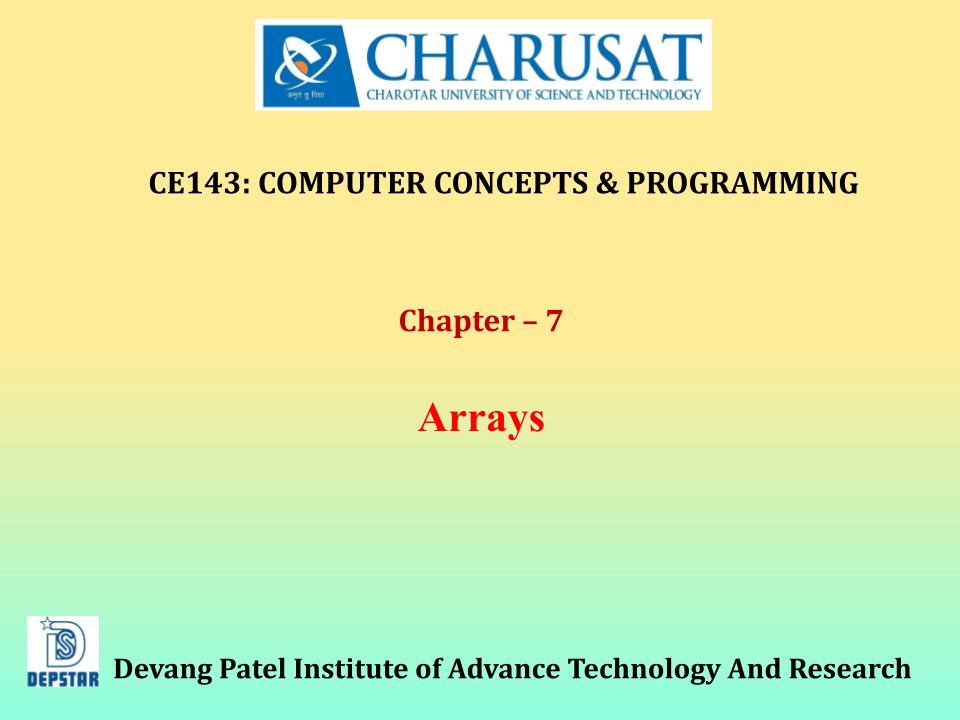 CHARUSAT
CHAROTAR UNIVERSITY OF SCIENCE AND TECHNOLOGY
अमृतं तु विद्या
CE143: COMPUTER CONCEPTS & PROGRAMMING
Chapter – 7
Arrays
DEPSTAR
Devang Patel Institute of Advance Technology And Research